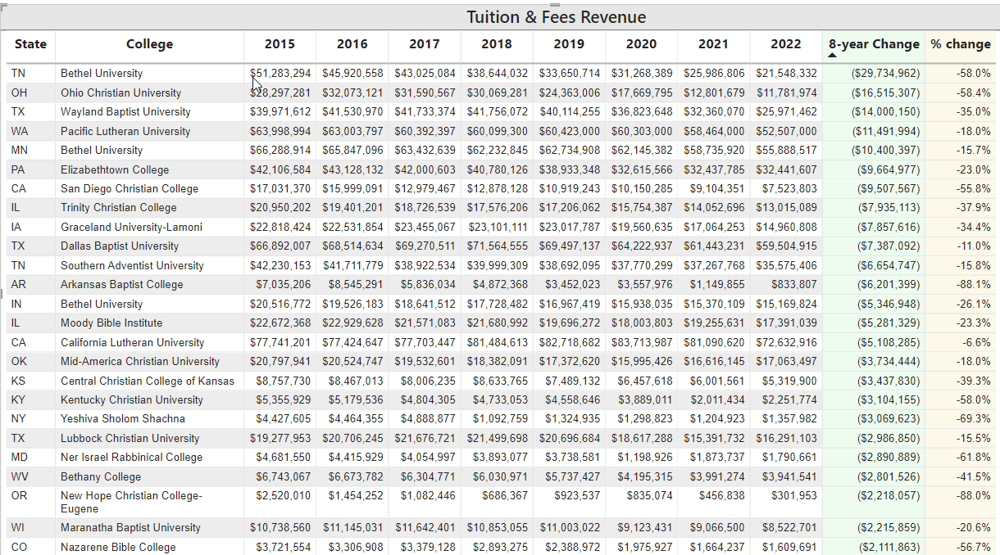 Tuition & Fees Revenue
State College 2015 2016 2017 2018 2019 2020 2021 2022 8-year Change % change
TN Bethel University $51,283,294 $45,920,558 $43,025,084 $38,644,032 $33,650,714 $31,268,389 $25,986,806 $21,548,332 ($29,734,962) -58.0%
OH Ohio Christian University $28,297,281 $32,073,121 $31,590,567 $30,069,281 $24,363,006 $17,669,795 $12,801,679 $11,781,974 ($16,515,307) -58.4%
TX Wayland Baptist University $39,971,612 $41,530,970 $41,733,374 $41,756,072 $40,114,255 $36,823,648 $32,360,070 $25,971,462 ($14,000,150) -35.0%
WA Pacific Lutheran University $63,998,994 $63,003,797 $60,392,397 $60,099,300 $60,423,000 $60,303,000 $58,464,000 $52,507,000 ($11,491,994) -18.0%
MN Bethel University $66,288,914 $65,847,096 $63,432,639 $62,232,845 $62,734,908 $62,145,382 $58,735,920 $55,888,517 ($10,400,397) -15.7%
PA Elizabethtown College $42,106,584 $43,128,132 $42,000,603 $40,780,126 $38,933,348 $32,615,566 $32,437,785 $32,441,607 ($9,664,977) -23.0%
CA San Diego Christian College $17,031,370 $15,999,091 $12,979,467 $12,878,128 $10,919,243 $10,150,285 $9,104,351 $7,523,803 ($9,507,567) -55.8%
IL Trinity Christian College $20,950,202 $19,401,201 $18,726,539 $17,576,206 $17,206,062 $15,754,387 $14,052,696 $13,015,089 ($7,935,113) -37.9%
IA Graceland University-Lamoni $22,818,424 $22,531,854 $23,455,067 $23,101,111 $23,017,787 $19,560,635 $17,064,253 $14,960,808 ($7,857,616) -34.4%
TX Dallas Baptist University $66,892,007 $68,514,634 $69,270,511 $71,564,555 $69,497,137 $64,222,937 $61,443,231 $59,504,915 ($7,387,092) -11.0%
TN Southern Adventist University $42,230,153 $41,711,779 $38,922,534 $39,999,309 $38,692,095 $37,770,299 $37,267,768 $35,575,406 ($6,654,747) -15.8%
AR Arkansas Baptist College $7,035,206 $8,545,291 $5,836,034 $4,872,368 $3,452,023 $3,557,976 $1,149,855 $833,807 ($6,201,399) -88.1%
IN Bethel University $20,516,772 $19,526,183 $18,641,512 $17,728,482 $16,967,419 $15,938,035 $15,370,109 $15,169,824 ($5,346,948) -26.1%
IL Moody Bible Institute $22,672,368 $22,929,628 $21,571,083 $21,680,992 $19,696,272 $18,003,803 $19,255,631 $17,391,039 ($5,281,329) -23.3%
CA California Lutheran University $77,741,201 $77,424,647 $77,703,447 $81,484,613 $82,718,682 $83,713,987 $81,090,620 $72,632,916 ($5,108,285) -6.6%
OK Mid-America Christian University $20,797,941 $20,524,747 $19,532,601 $18,382,091 $17,372,620 $15,995,426 $16,616,145 $17,063,497 ($3,734,444) -18.0%
KS Central Christian College of Kansas $8,757,730 $8,467,013 $8,006,235 $8,633,765 $7,489,132 $6,457,618 $6,001,561 $5,319,900 ($3,437,830) -39.3%
KY Kentucky Christian University $5,355,929 $5,179,536 $4,804,305 $4,733,053 $4,558,646 $3,889,011 $2,011,434 $2,251,774 ($3,104,155) -58.0%
NY Yeshiva Sholom Shachna $4,427,605 $4,464,355 $4,888,877 $1,092,759 $1,324,935 $1,298,823 $1,204,923 $1,357,982 ($3,069,623) -69.3%
TX Lubbock Christian University $19,277,953 $20,706,245 $21,676,721 $21,499,698 $20,696,684 $18,617,288 $15,391,732 $16,291,103 ($2,986,850) -15.5%
MD Ner Israel Rabbinical College $4,681,550 $4,415,929 $4,054,997 $3,893,077 $3,738,581 $1,198,926 $1,873,737 $1,790,661 ($2,890,889) -61.8%
WV Bethany College $6,743,067 $6,673,782 $6,304,771 $6,030,971 $5,737,427 $4,195,315 $3,991,274 $3,941,541 ($2,801,526) -41.5%
OR New Hope Christian College- $2,520,010 $1,454,252 $1,082,446 $686,367 $923,537 $835,074 $456,838 $301,953 ($2,218,057) -88.0%
Eugene
WI Maranatha Baptist University $10,738,560 $11,145,031 $11,642,401 $10,853,055 $11,003,022 $9,123,431 $9,066,500 $8,522,701 ($2,215,859) -20.6%
CO Nazarene Bible College $3,721,554 $3,306,908 $3,379,128 $2,893,275 $2,388,972 $1,975,927 $1,664,237 $1,609,691 ($2,111,863) -56.7%